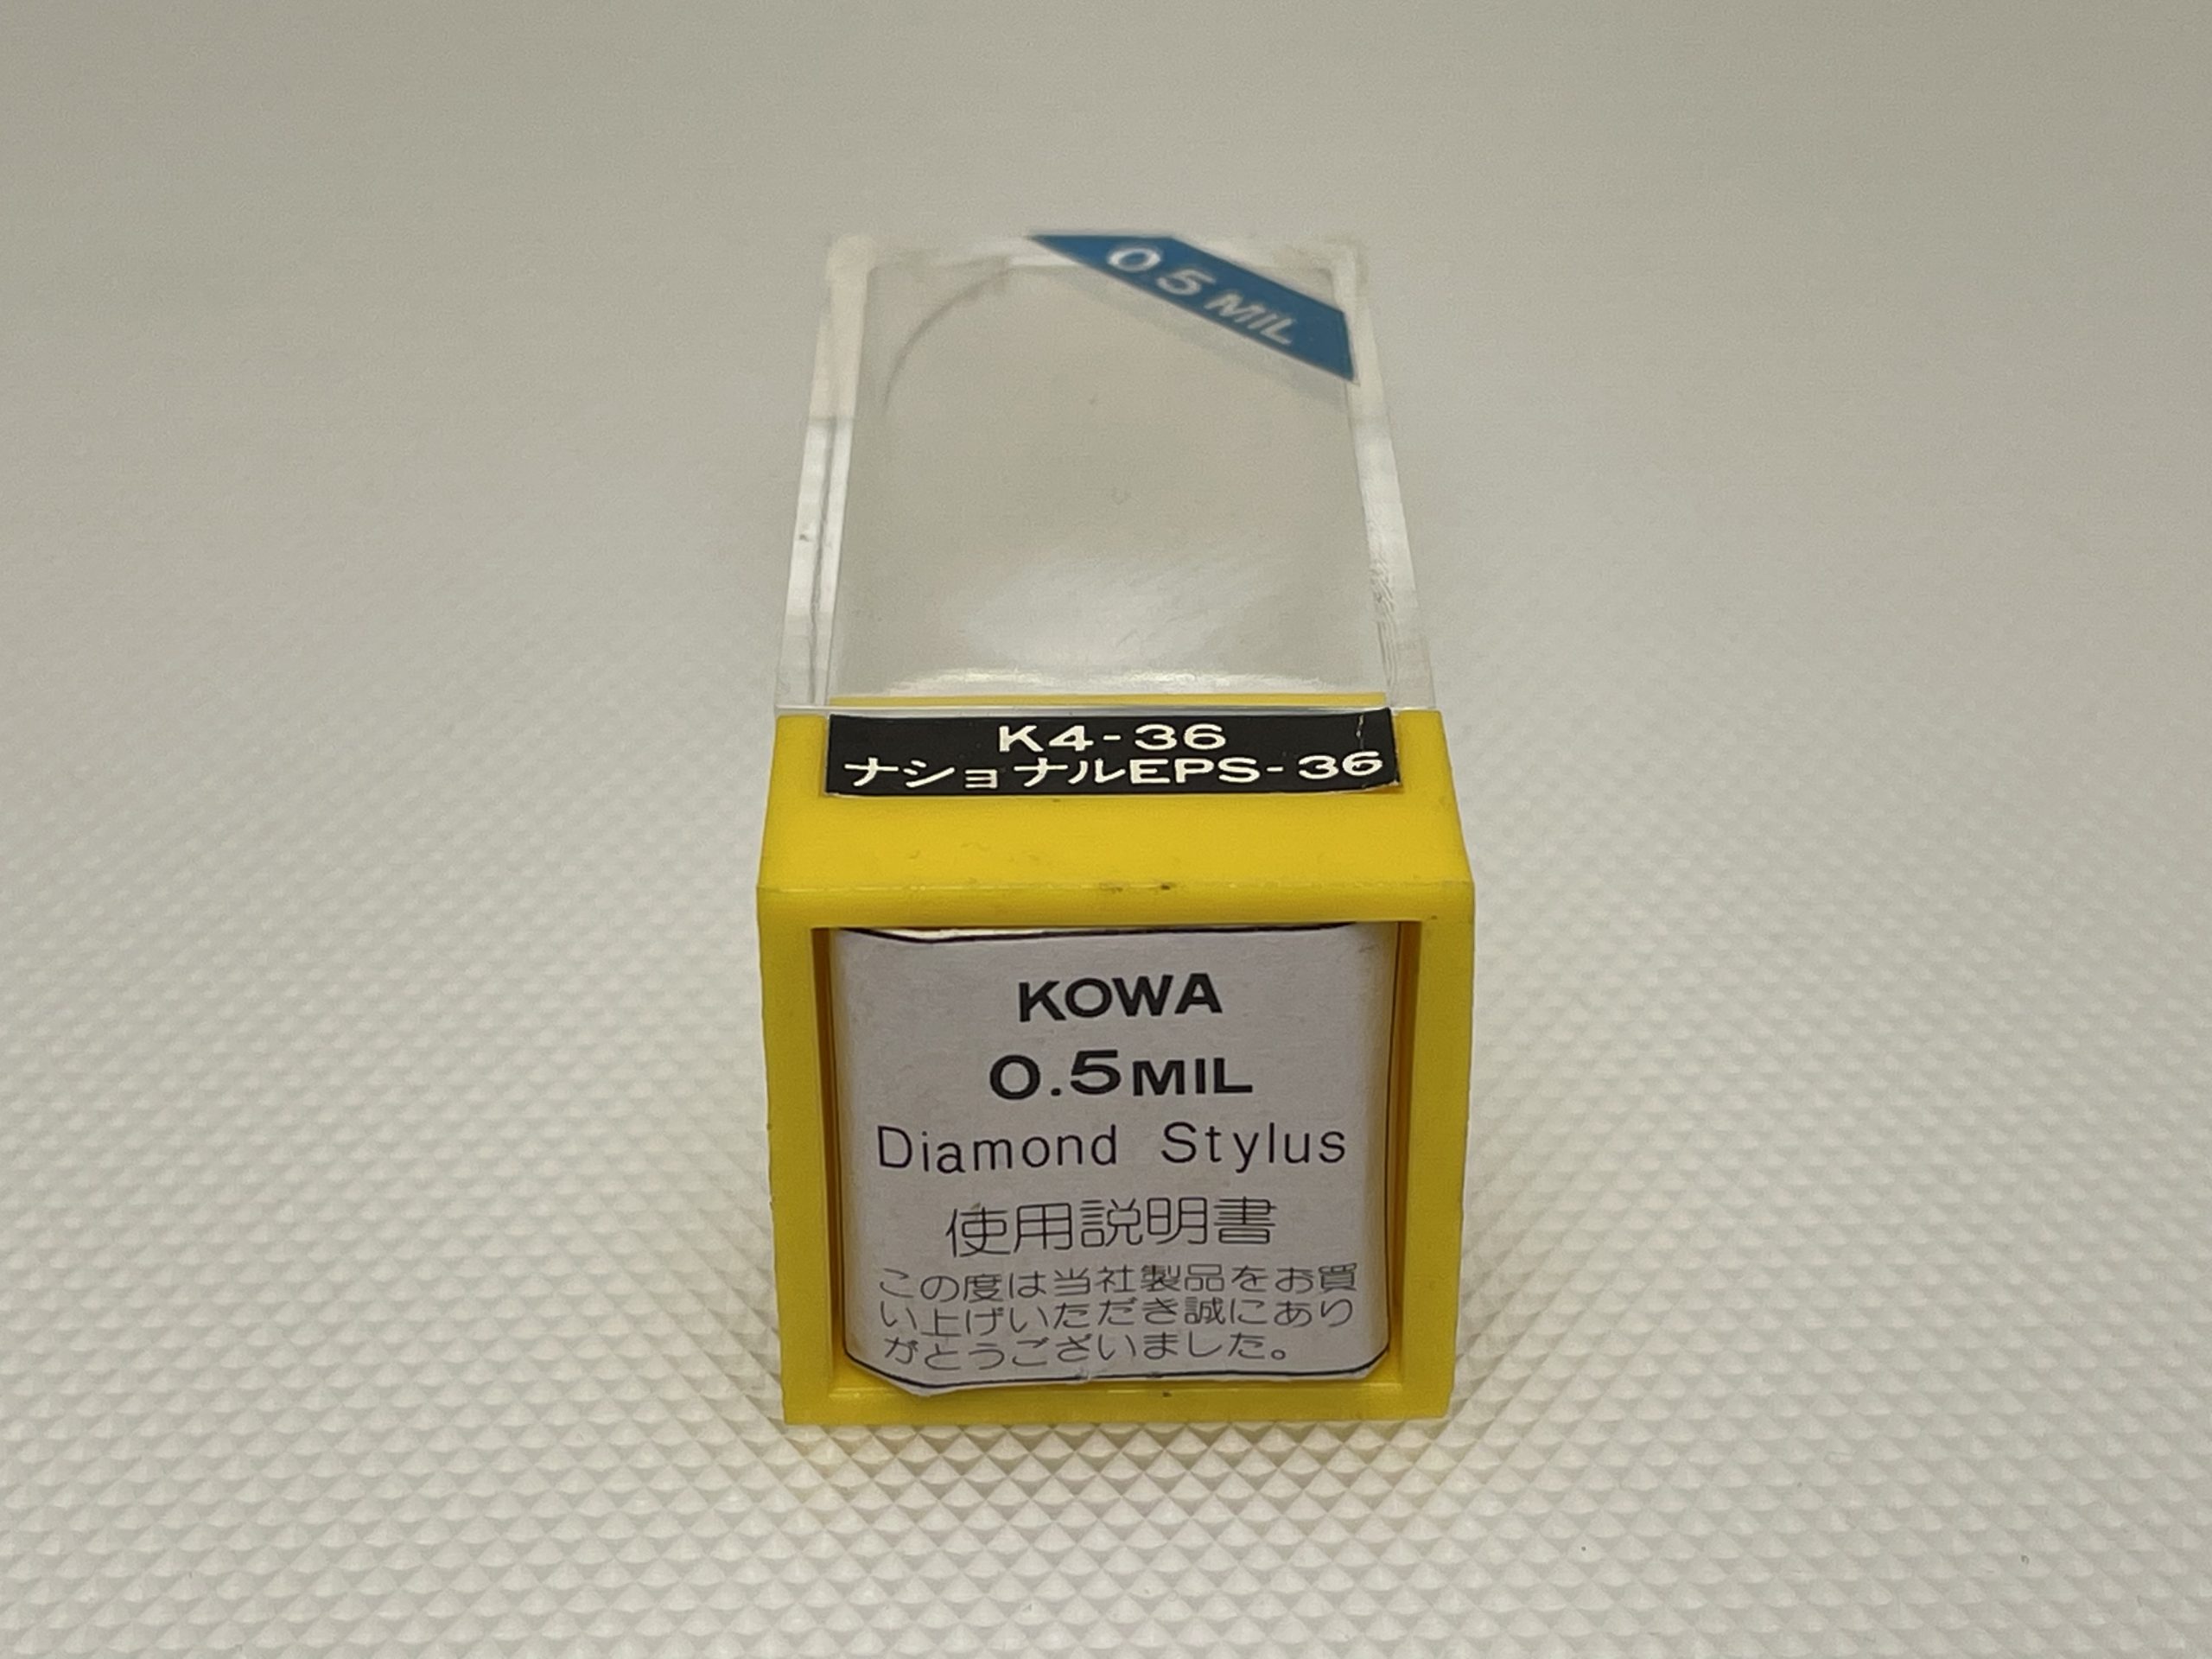 0.5 MIL
K4-36
ナショナルEPS-36
KOWA
0.5MIL
Diamond Stylus
使用説明書
この度は当社製品をお買
い上げいただき誠にあり
がとうございました。